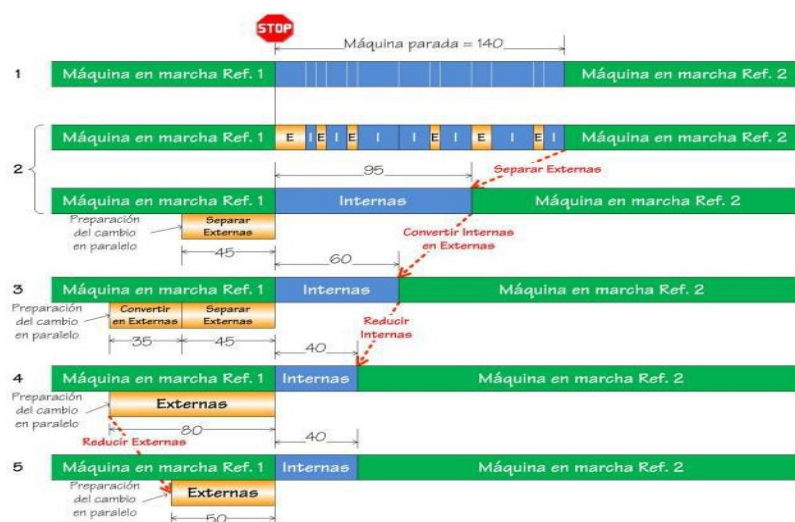 STOP
Máquina parada = 140
1
Máquina en marcha Ref. 1
Máquina en marcha Ref. 2
2
Máquina en marcha Ref. 1
E I E I E I I E I E I E I
Máquina en marcha Ref. 2
95
Separar Externas
Máquina en marcha Ref. 1
Internas
Máquina en marcha Ref. 2
Preparación
del cambio
en paralelo
Separar
Externas
Convertir Internas
en Externas
45
60
3
Máquina en marcha Ref. 1
Internas
Máquina en marcha Ref. 2
Preparación
del cambio
en paralelo
Convertir
en Externas
Separar
Externas
Reducir
Internas
35
45
40
4
Máquina en marcha Ref. 1
Internas
Máquina en marcha Ref. 2
Preparación
del cambio
en paralelo
Externas
80
Reducir Externas
40
5
Máquina en marcha Ref. 1
Internas
Máquina en marcha Ref. 2
Preparación
del cambio
en paralelo
Externas
50